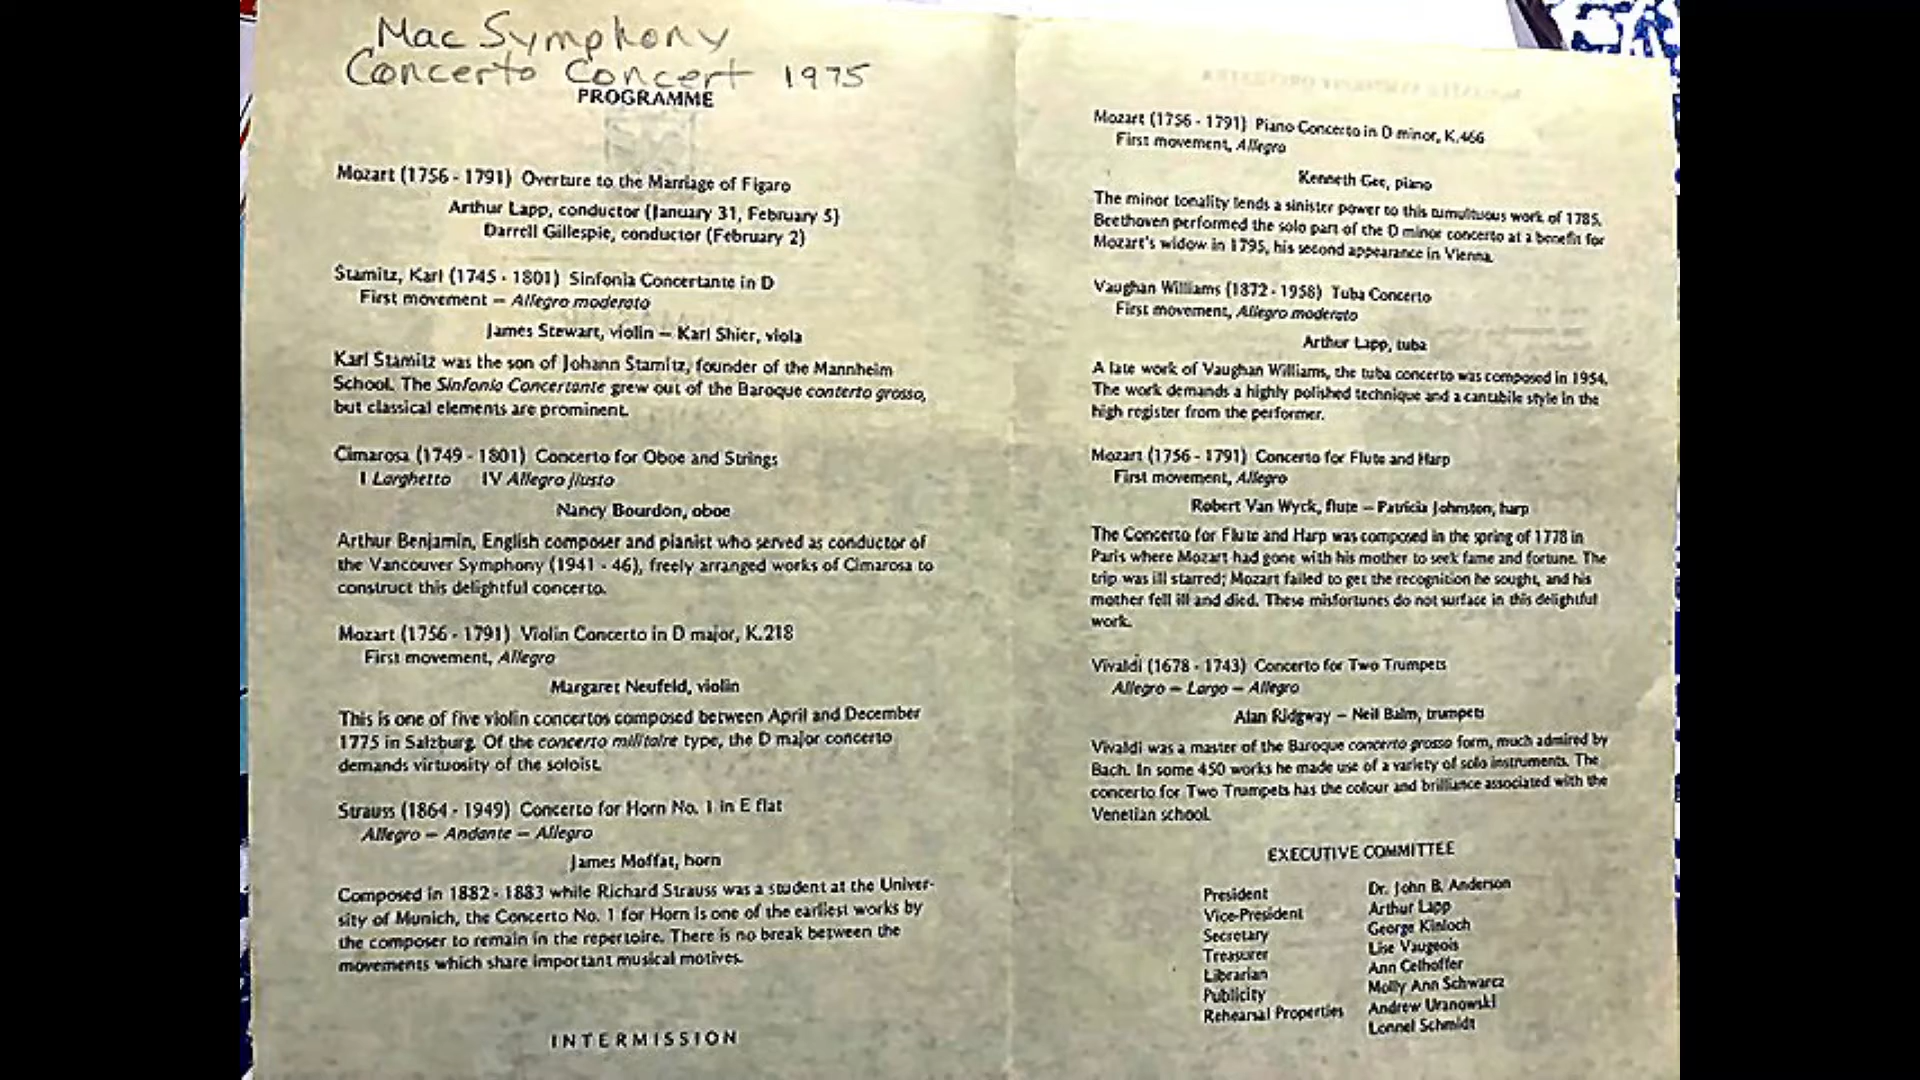 Mac Symphony
Concerto Concert 1975
PROGRAMME
Mozart (1756 - 1791) Overture to the Marriage of Figaro
Arthur Lapp, conductor (January 31, February 5)
Darrell Gillespie, conductor (February 2)
Stamitz, Karl (1745 - 1801) Sinfonia Concertante in D
First movement — Allegro moderato
James Stewart, violin — Karl Shier, viola
Karl Stamitz was the son of Johann Stamitz, founder of the Mannheim
School. The Sinfonia Concertante grew out of the Baroque conterto grosso,
but classical elements are prominent.
Cimarosa (1749 - 1801) Concerto for Oboe and Strings
I Larghetto IV Allegro jiusto
Nancy Bourdon, oboe
Arthur Benjamin, English composer and pianist who served as conductor of
the Vancouver Symphony (1941 - 46), freely arranged works of Cimarosa to
construct this delightful concerto.
Mozart (1756 - 1791) Violin Concerto in D major, K.218
First movement, Allegro
Margaret Neufeld, violin
This is one of five violin concertos composed between April and December
1775 in Salzburg. Of the concerto militaire type, the D major concerto
demands virtuosity of the soloist.
Strauss (1864 - 1949) Concerto for Horn No. 1 in E flat
Allegro — Andante — Allegro
James Moffat, horn
Composed in 1882 - 1883 while Richard Strauss was a student at the Univer-
sity of Munich, the Concerto No. 1 for Horn is one of the earliest works by
the composer to remain in the repertoire. There is no break between the
movements which share important musical motives.
INTERMISSION
Mozart (1756 - 1791) Piano Concerto in D minor, K.466
First movement, Allegro
Kenneth Gee, piano
The minor tonality lends a sinister power to this tumultuous work of 1785.
Beethoven performed the solo part of the D minor concerto at a benefit for
Mozart's widow in 1795, his second appearance in Vienna.
Vaughan Williams (1872 - 1958) Tuba Concerto
First movement, Allegro moderato
Arthur Lapp, tuba
A late work of Vaughan Williams, the tuba concerto was composed in 1954.
The work demands a highly polished technique and a cantabile style in the
high register from the performer.
Mozart (1756 - 1791) Concerto for Flute and Harp
First movement, Allegro
Robert Van Wyck, flute — Patricia Johnston, harp
The Concerto for Flute and Harp was composed in the spring of 1778 in
Paris where Mozart had gone with his mother to seek fame and fortune. The
trip was ill starred; Mozart failed to get the recognition he sought, and his
mother fell ill and died. These misfortunes do not surface in this delightful
work.
Vivaldi (1678 - 1743) Concerto for Two Trumpets
Allegro — Largo — Allegro
Alan Ridgway — Neil Balm, trumpets
Vivaldi was a master of the Baroque concerto grosso form, much admired by
Bach. In some 450 works he made use of a variety of solo instruments. The
concerto for Two Trumpets has the colour and brilliance associated with the
Venetian school.
EXECUTIVE COMMITTEE
President Dr. John B. Anderson
Vice-President Arthur Lapp
Secretary George Kinloch
Treasurer Lise Vaugeois
Librarian Ann Celhoffer
Publicity Molly Ann Schwarcz
Rehearsal Properties Andrew Uranowski
Lonnel Schmidt